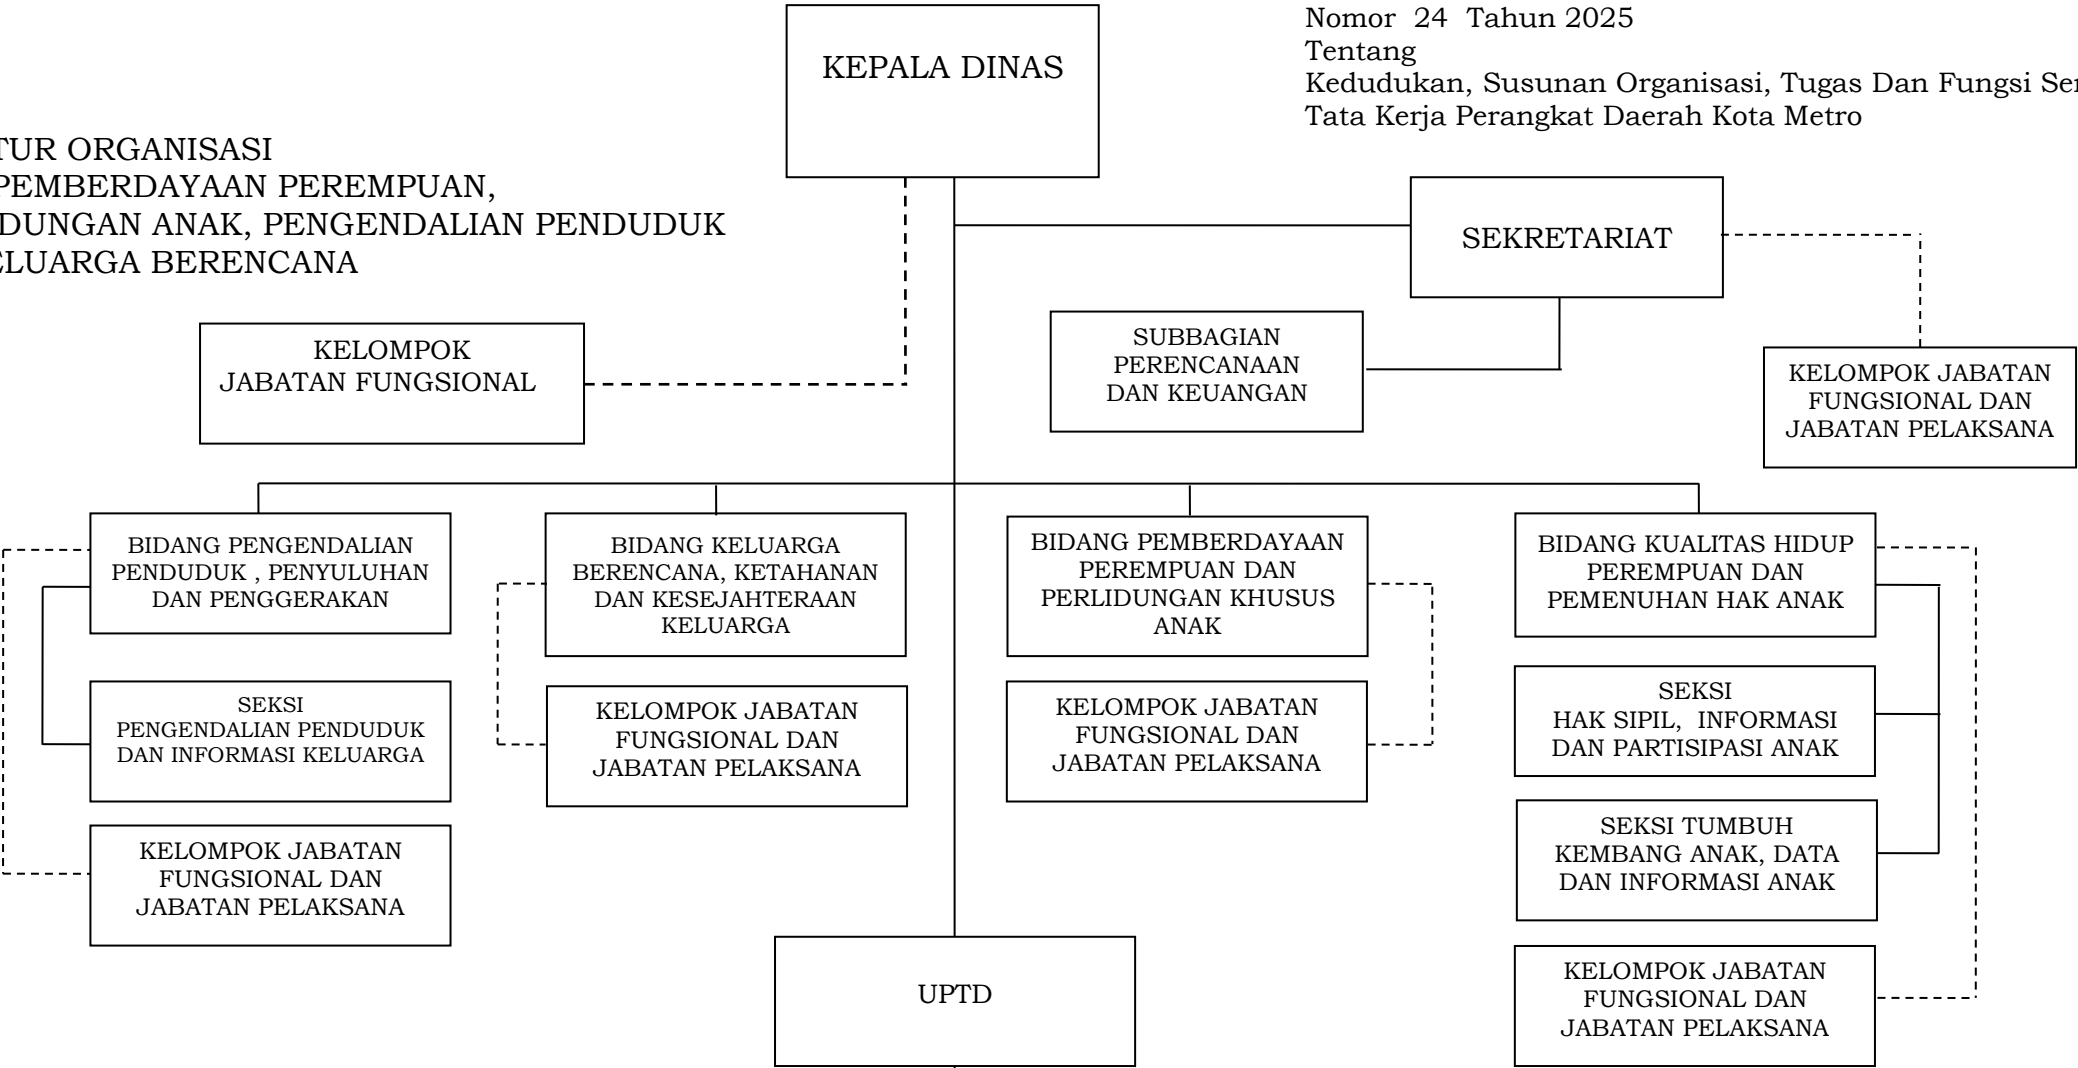 KEPALA DINAS
Nomor 24 Tahun 2025
Tentang
Kedudukan, Susunan Organisasi, Tugas Dan Fungsi Ser
Tata Kerja Perangkat Daerah Kota Metro
TUR ORGANISASI
PEMBERDAYAAN PEREMPUAN,
DUNGAN ANAK, PENGENDALIAN PENDUDUK
ELUARGA BERENCANA
SEKRETARIAT
KELOMPOK
JABATAN FUNGSIONAL
SUBBAGIAN
PERENCANAAN
DAN KEUANGAN
KELOMPOK JABATAN
FUNGSIONAL DAN
JABATAN PELAKSANA
BIDANG PENGENDALIAN
PENDUDUK , PENYULUHAN
DAN PENGGERAKAN
BIDANG KELUARGA
BERENCANA, KETAHANAN
DAN KESEJAHTERAAN
KELUARGA
BIDANG PEMBERDAYAAN
PEREMPUAN DAN
PERLIDUNGAN KHUSUS
ANAK
BIDANG KUALITAS HIDUP
PEREMPUAN DAN
PEMENUHAN HAK ANAK
SEKSI
PENGENDALIAN PENDUDUK
DAN INFORMASI KELUARGA
KELOMPOK JABATAN
FUNGSIONAL DAN
JABATAN PELAKSANA
KELOMPOK JABATAN
FUNGSIONAL DAN
JABATAN PELAKSANA
SEKSI
HAK SIPIL, INFORMASI
DAN PARTISIPASI ANAK
KELOMPOK JABATAN
FUNGSIONAL DAN
JABATAN PELAKSANA
SEKSI TUMBUH
KEMBANG ANAK, DATA
DAN INFORMASI ANAK
UPTD
KELOMPOK JABATAN
FUNGSIONAL DAN
JABATAN PELAKSANA